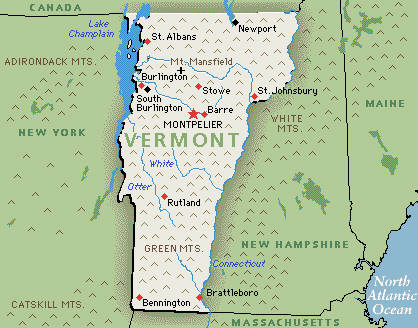 CANADA
Lake
Champlain
Newport
St. Albans
Mt. Mansfield
ADIRONDACK MTS.
Burlington
Stowe
St. Johnsbury
South
Burlington
Barre
MAINE
MONTPELIER
WHITE
MTS.
NEW YORK
VERMONT
White
Otter
Rutland
GREEN MTS.
NEW HAMPSHIRE
Connecticut
North
Atlantic
Ocean
Brattleboro
Bennington
CATSKILL MTS.
MASSACHUSETTS